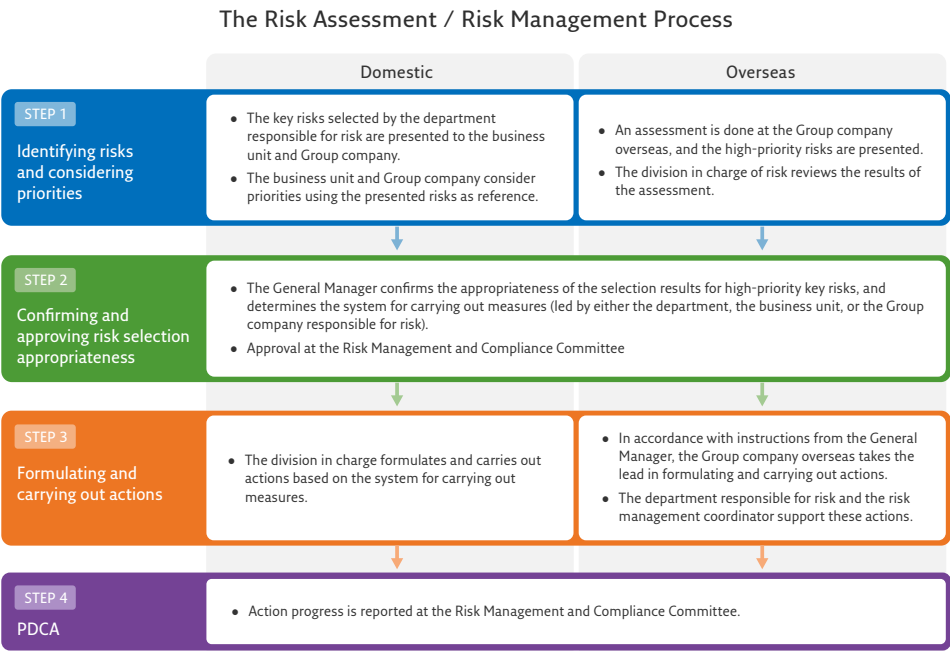 The Risk Assessment / Risk Management Process
Domestic
Overseas
STEP 1
Identifying risks
and considering
priorities
• The key risks selected by the department
responsible for risk are presented to the business
unit and Group company.
• The business unit and Group company consider
priorities using the presented risks as reference.
• An assessment is done at the Group company
overseas, and the high-priority risks are presented.
• The division in charge of risk reviews the results of
the assessment.
STEP 2
Confirming and
approving risk selection
appropriateness
• The General Manager confirms the appropriateness of the selection results for high-priority key risks, and
determines the system for carrying out measures (led by either the department, the business unit, or the Group
company responsible for risk).
• Approval at the Risk Management and Compliance Committee
STEP 3
Formulating and
carrying out actions
• The division in charge formulates and carries out
actions based on the system for carrying out
measures.
• In accordance with instructions from the General
Manager, the Group company overseas takes the
lead in formulating and carrying out actions.
• The department responsible for risk and the risk
management coordinator support these actions.
STEP 4
PDCA
• Action progress is reported at the Risk Management and Compliance Committee.